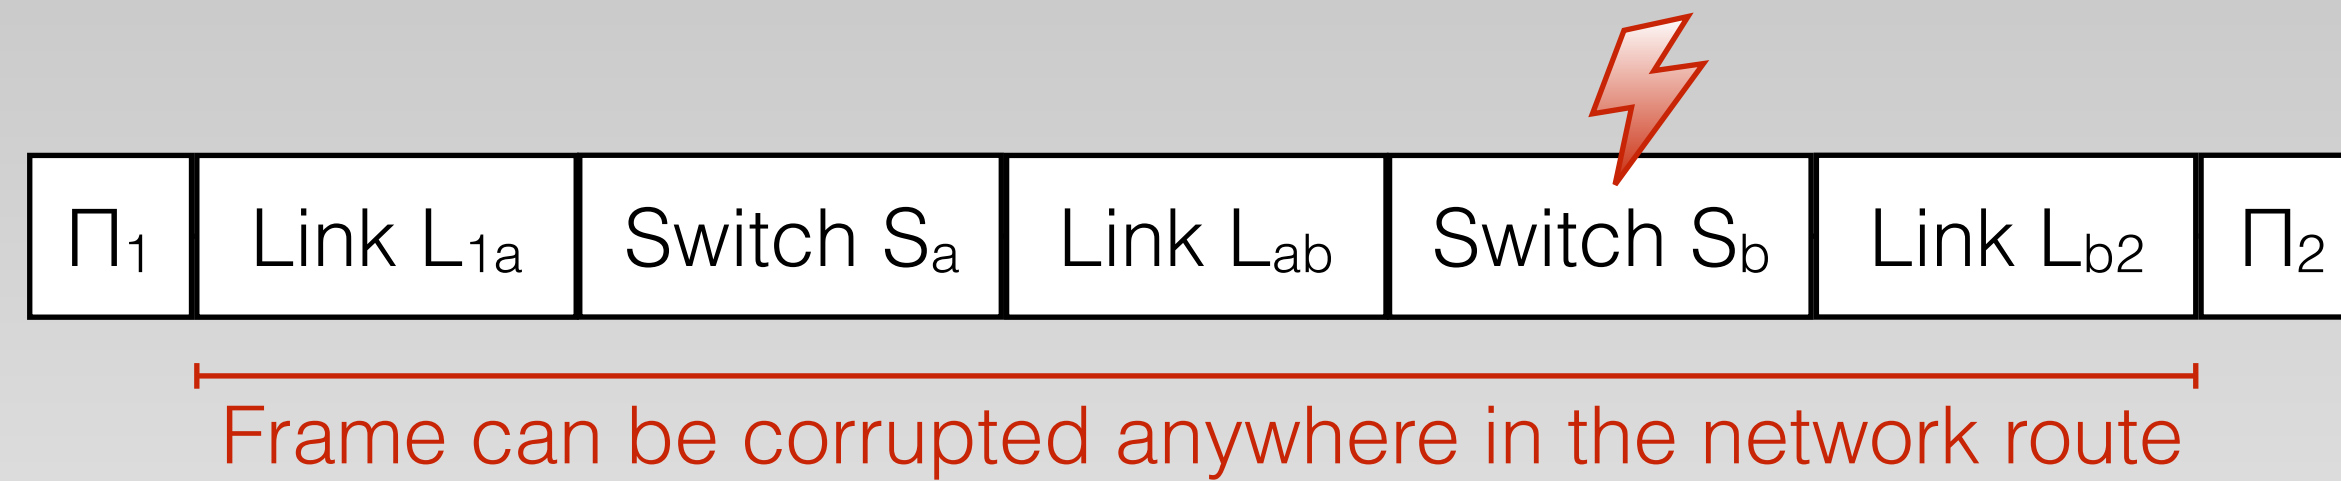 Π₁ Link L₁ₐ Switch Sₐ Link Lₐb Switch Sb Link Lb₂ Π₂
Frame can be corrupted anywhere in the network route